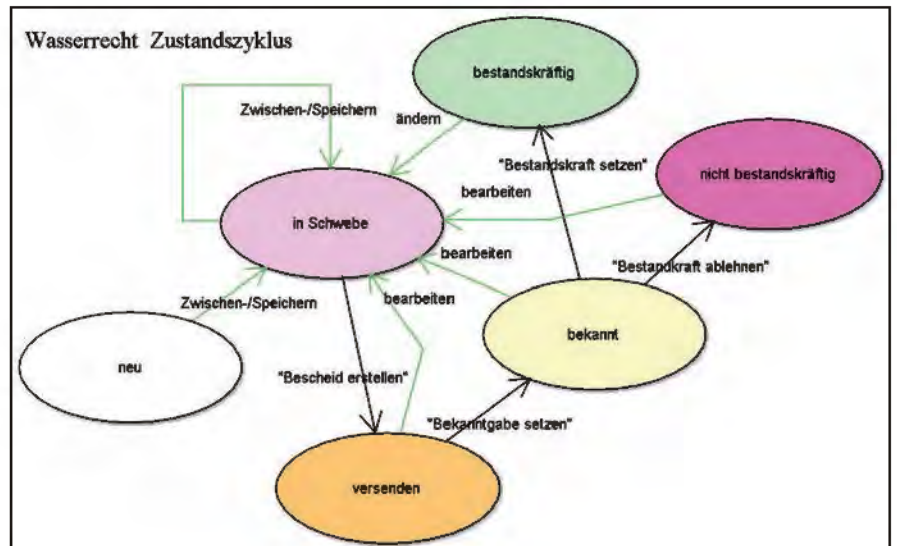 Wasserrecht Zustandszyklus
bestandskräftig
Zwischen-/Speichern
ändern
"Bestandskraft setzen"
nicht bestandskräftig
bearbeiten
in Schwebe
bearbeiten
"Bestandkraft ablehnen"
Zwischen-/Speichern
bearbeiten
bekannt
neu
"Bescheid erstellen"
"Bekanntgabe setzen"
versenden